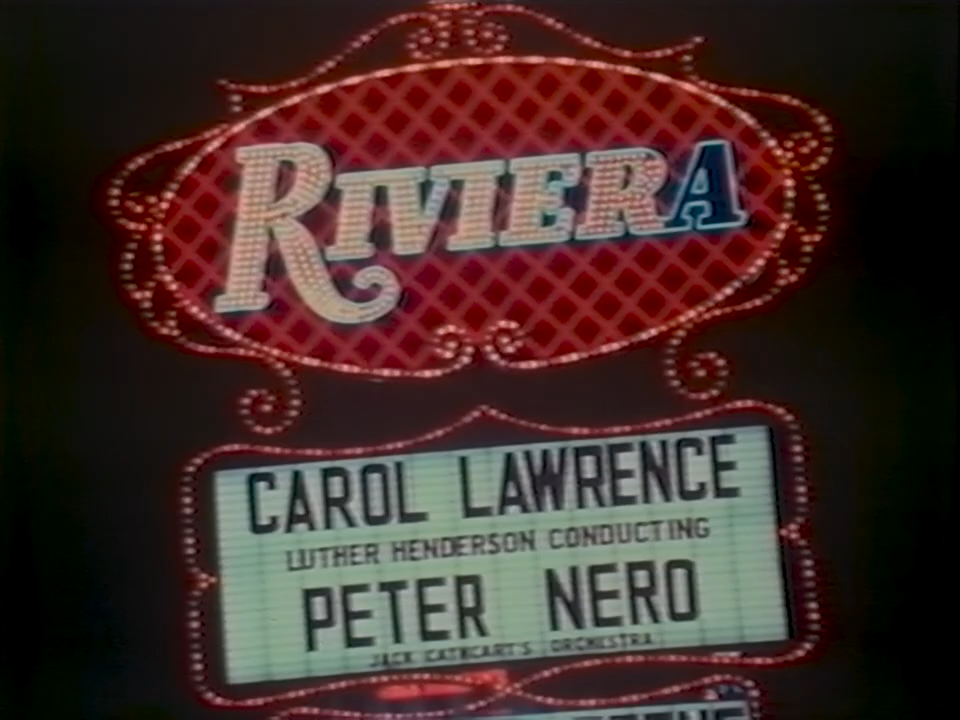 RIVIERA
CAROL LAWRENCE
LUTHER HENDERSON CONDUCTING
PETER NERO
JACK CATHCART'S ORCHESTRA